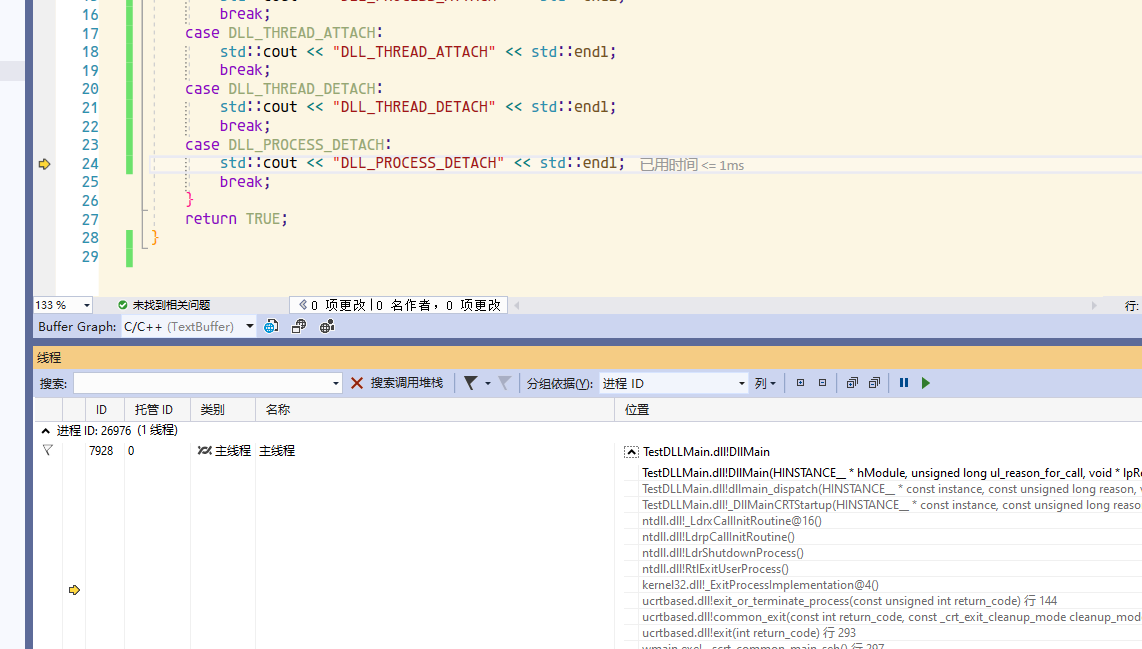 16 break;
17 case DLL_THREAD_ATTACH:
18 std::cout << "DLL_THREAD_ATTACH" << std::endl;
19 break;
20 case DLL_THREAD_DETACH:
21 std::cout << "DLL_THREAD_DETACH" << std::endl;
22 break;
23 case DLL_PROCESS_DETACH:
24 std::cout << "DLL_PROCESS_DETACH" << std::endl; 已用时间 <= 1ms
25 break;
26 }
27 return TRUE;
28 }
29
133 % 未找到相关问题 0 项更改 | 0 名作者, 0 项更改 行:
Buffer Graph: C/C++ (TextBuffer)
线程
搜索: 搜索调用堆栈 分组依据(Y): 进程 ID 列
ID 托管 ID 类别 名称 位置
进程 ID: 26976 (1 线程)
7928 0 主线程 主线程 TestDLLMain.dll!DllMain
TestDLLMain.dll!DllMain(HINSTANCE__ * hModule, unsigned long ul_reason_for_call, void * lpRe
TestDLLMain.dll!dllmain_dispatch(HINSTANCE__ * const instance, const unsigned long reason,
TestDLLMain.dll!_DllMainCRTStartup(HINSTANCE__ * const instance, const unsigned long reaso
ntdll.dll!_LdrxCallInitRoutine@16()
ntdll.dll!LdrpCallInitRoutine()
ntdll.dll!LdrShutdownProcess()
ntdll.dll!RtlExitUserProcess()
kernel32.dll!_ExitProcessImplementation@4()
ucrtbased.dll!exit_or_terminate_process(const unsigned int return_code) 行 144
ucrtbased.dll!common_exit(const int return_code, const _crt_exit_cleanup_mode cleanup_mod
ucrtbased.dll!exit(int return_code) 行 293